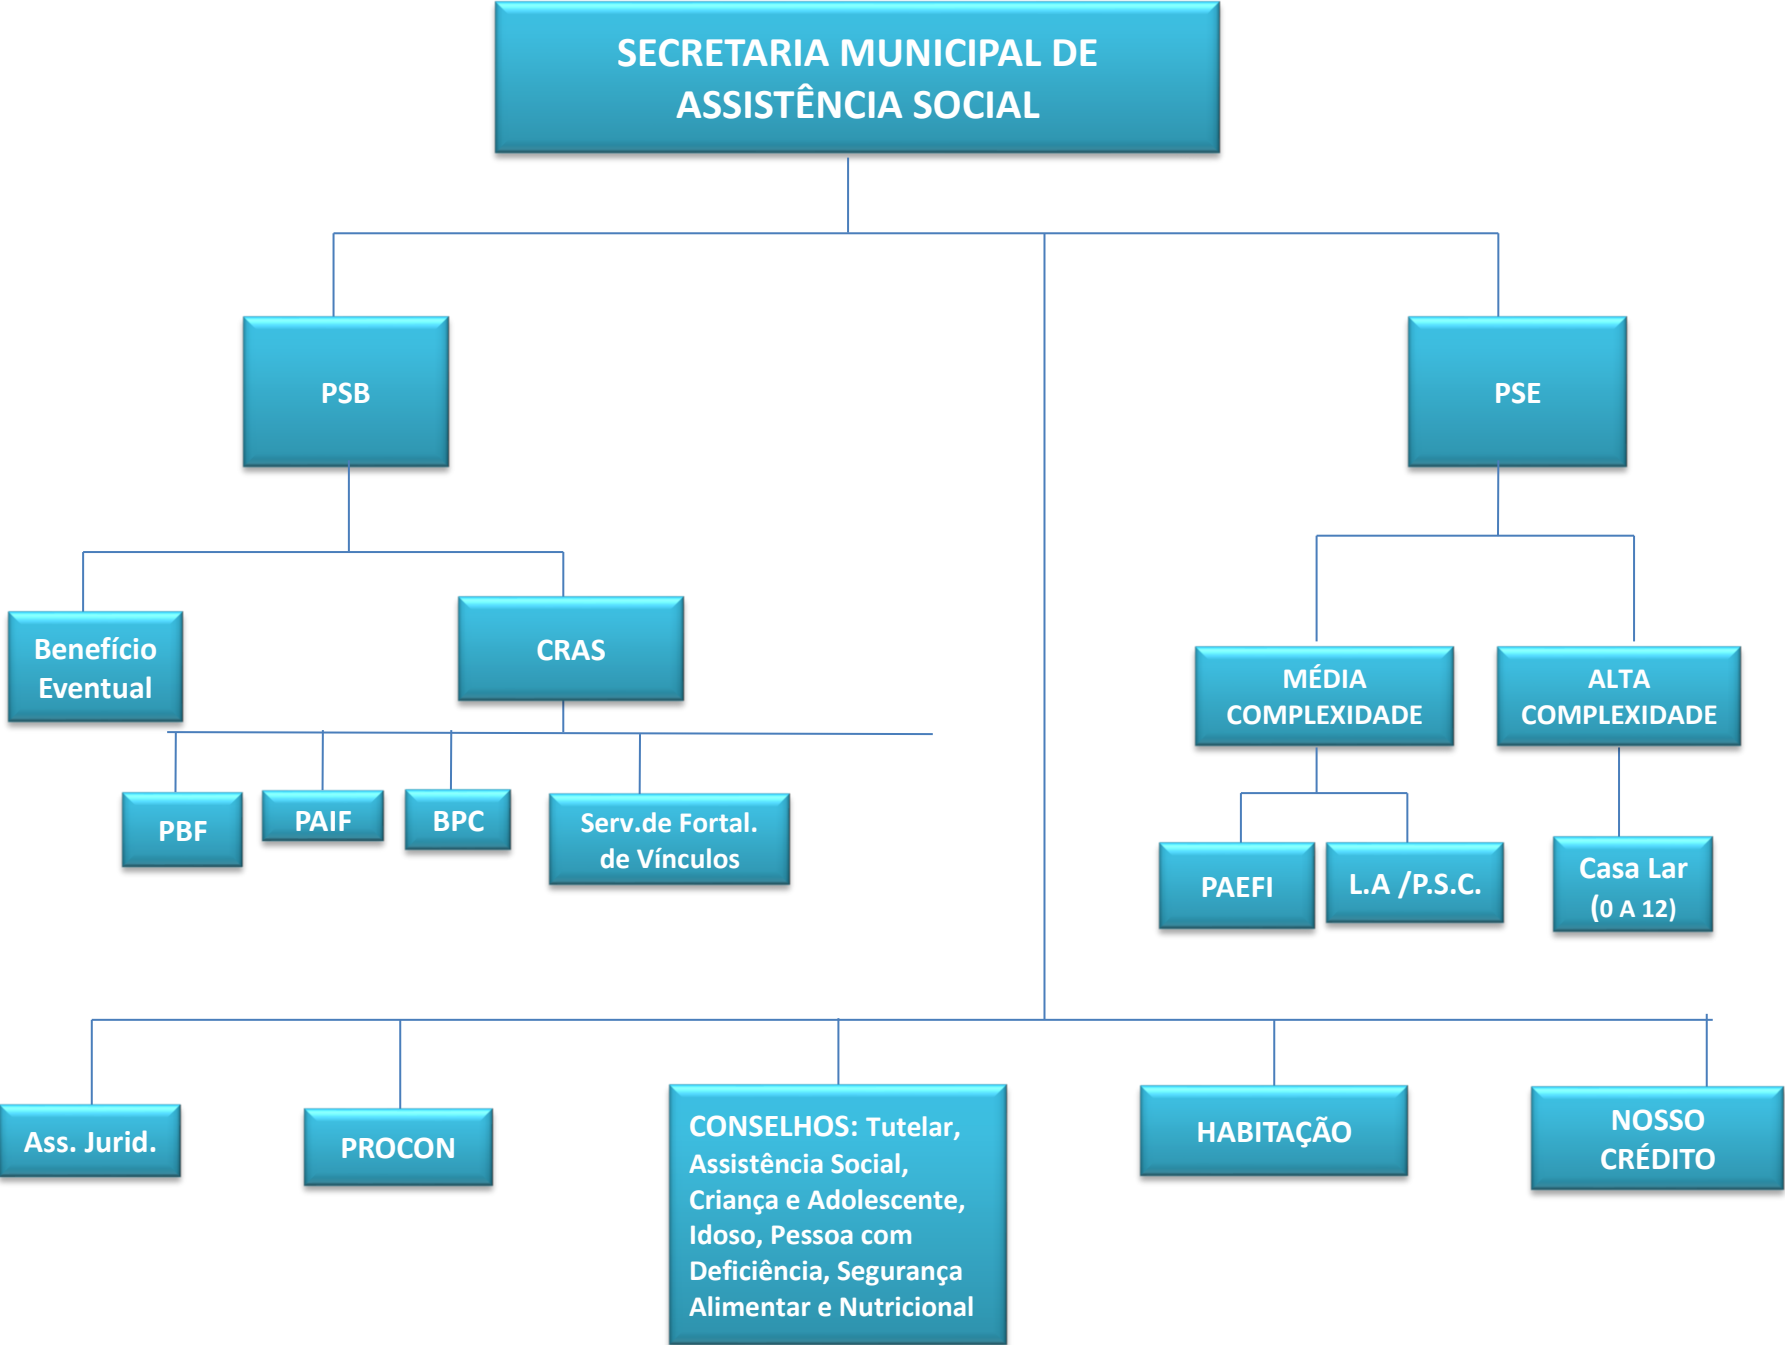 SECRETARIA MUNICIPAL DE
ASSISTÊNCIA SOCIAL
PSB
PSE
Benefício
Eventual
CRAS
MÉDIA
COMPLEXIDADE
ALTA
COMPLEXIDADE
PBF
PAIF
BPC
Serv.de Fortal.
de Vínculos
PAEFI
L.A /P.S.C.
Casa Lar
(0 A 12)
Ass. Jurid.
PROCON
CONSELHOS: Tutelar,
Assistência Social,
Criança e Adolescente,
Idoso, Pessoa com
Deficiência, Segurança
Alimentar e Nutricional
HABITAÇÃO
NOSSO
CRÉDITO